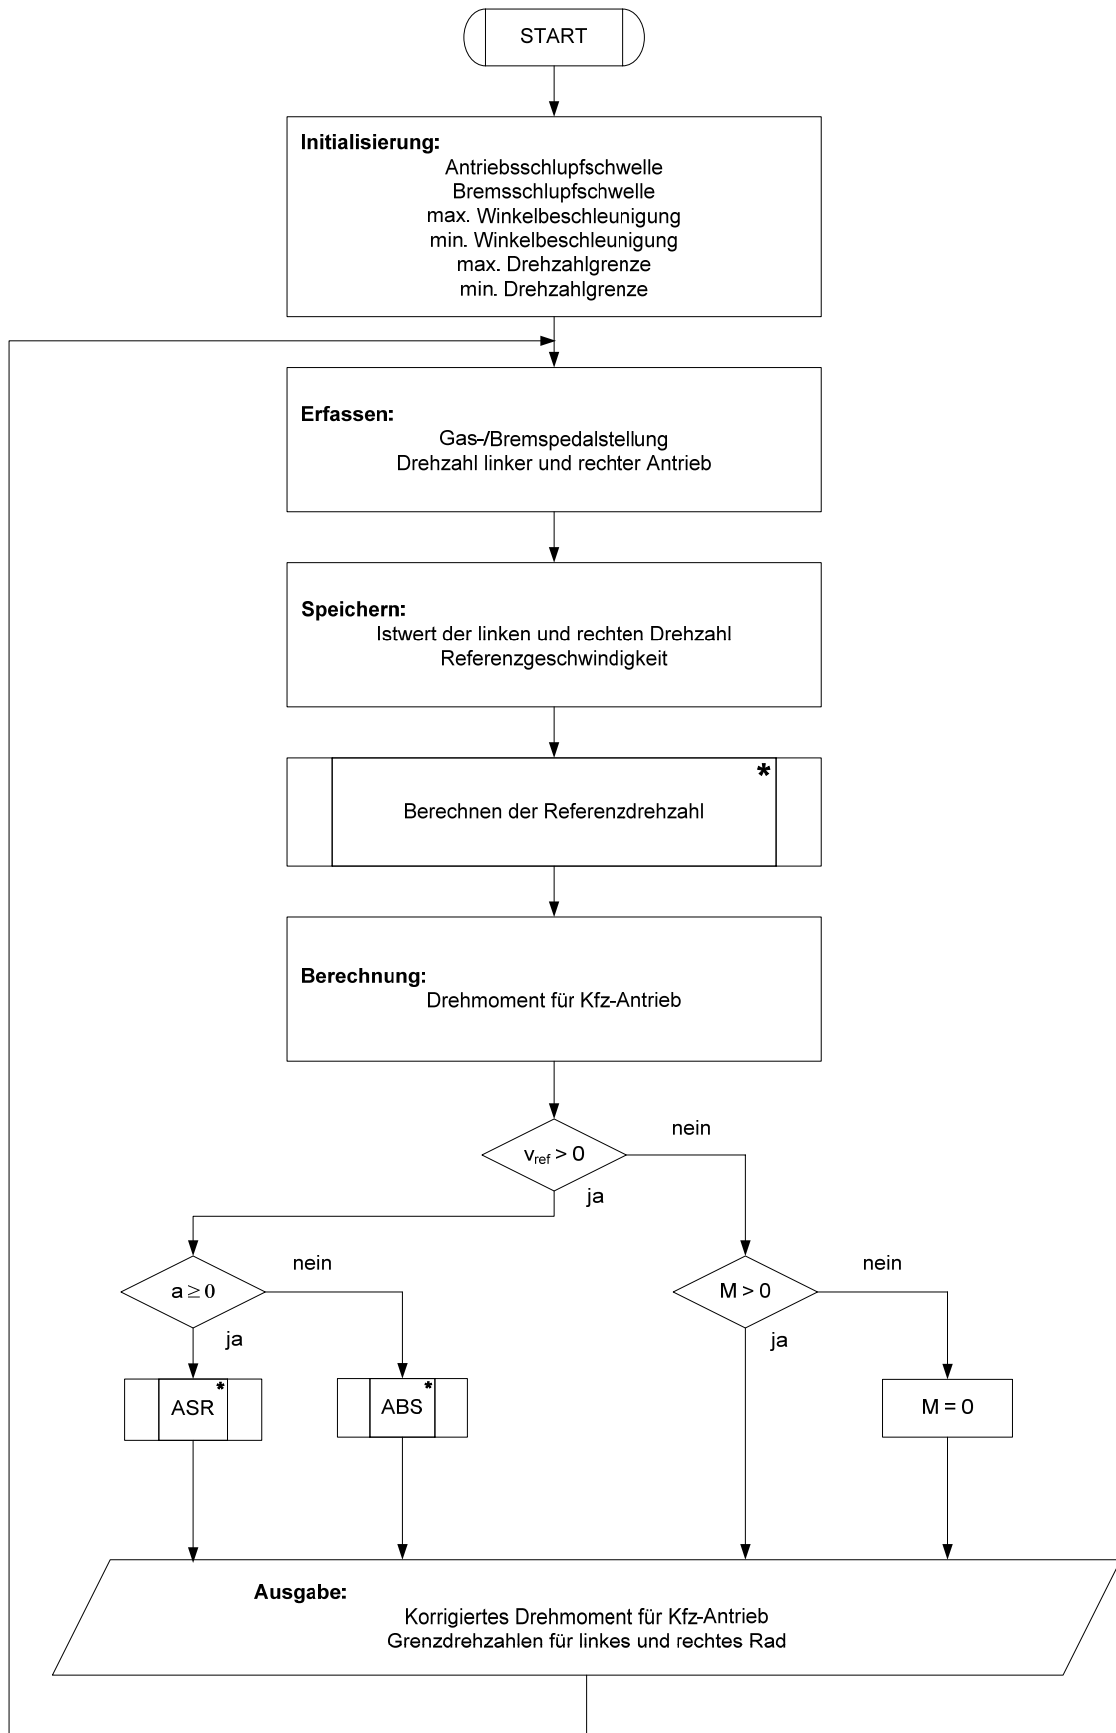 START
Initialisierung:
Antriebsschlupfschwelle
Bremsschlupfschwelle
max. Winkelbeschleunigung
min. Winkelbeschleunigung
max. Drehzahlgrenze
min. Drehzahlgrenze
Erfassen:
Gas-/Bremspedalstellung
Drehzahl linker und rechter Antrieb
Speichern:
Istwert der linken und rechten Drehzahl
Referenzgeschwindigkeit
*
Berechnen der Referenzdrehzahl
Berechnung:
Drehmoment für Kfz-Antrieb
nein
v_ref > 0
ja
nein
nein
a ≥ 0
M > 0
ja
ja
*
*
ASR
ABS
M = 0
Ausgabe:
Korrigiertes Drehmoment für Kfz-Antrieb
Grenzdrehzahlen für linkes und rechtes Rad